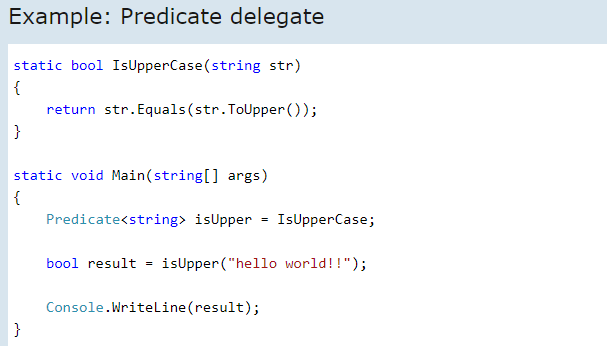 Example: Predicate delegate
static bool IsUpperCase(string str)
{
    return str.Equals(str.ToUpper());
}
static void Main(string[] args)
{
    Predicate<string> isUpper = IsUpperCase;
    bool result = isUpper("hello world!!");
    Console.WriteLine(result);
}